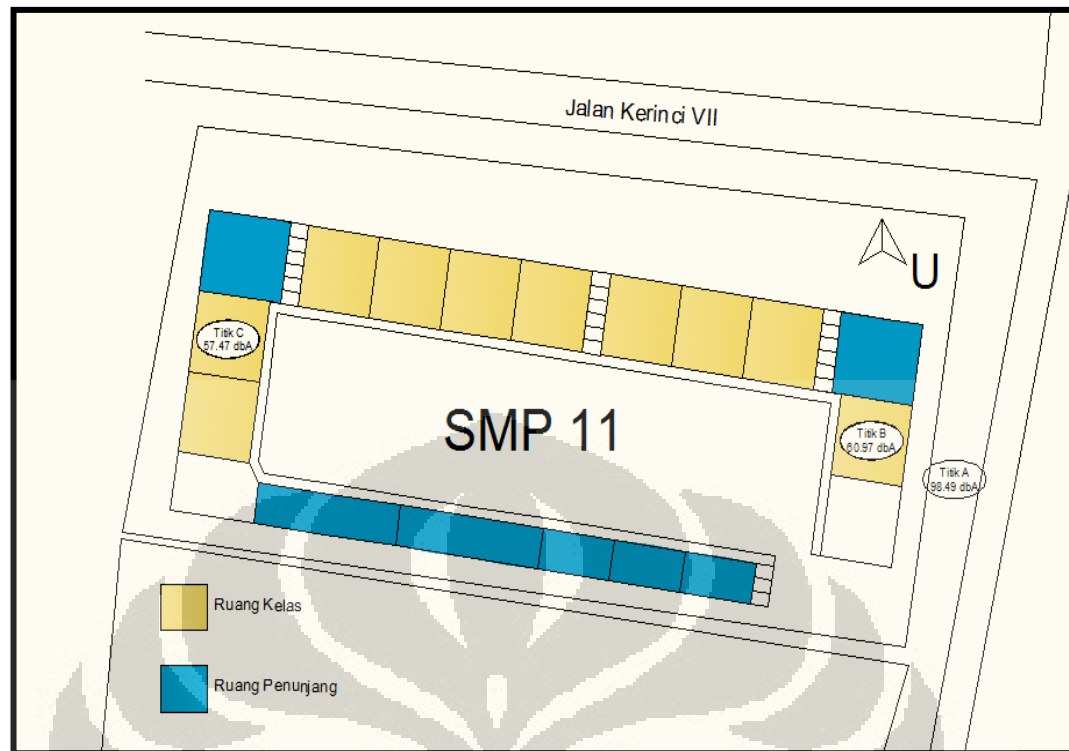 Jalan Kerinci VII
U
Titik C
57.47 dbA
SMP 11
Titik B
60.97 dbA
Titik A
98.49 dbA
Ruang Kelas
Ruang Penunjang